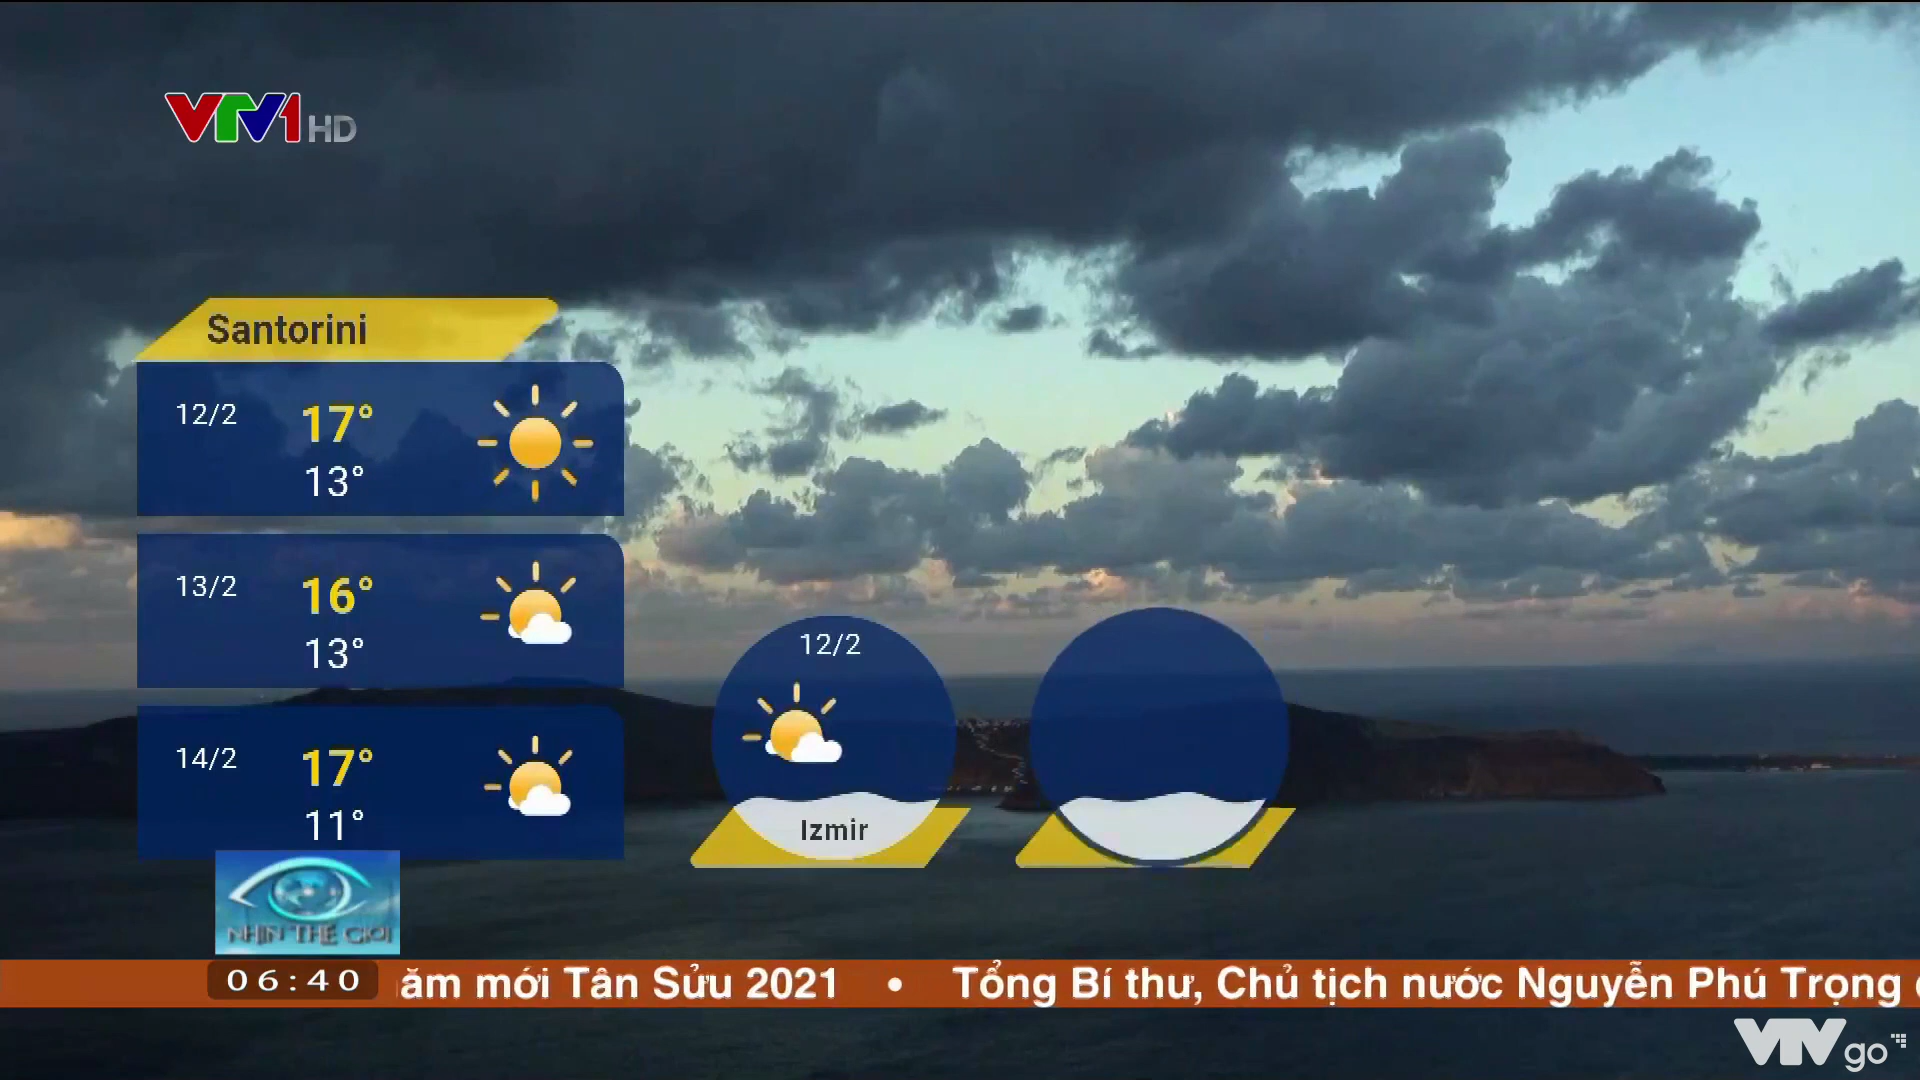 VTV1 HD
Santorini
12/2 17° 13°
13/2 16° 13°
14/2 17° 11°
12/2
Izmir
NHÌN THẾ GIỚI
06:40 ăm mới Tân Sửu 2021 • Tổng Bí thư, Chủ tịch nước Nguyễn Phú Trọng
VTV go